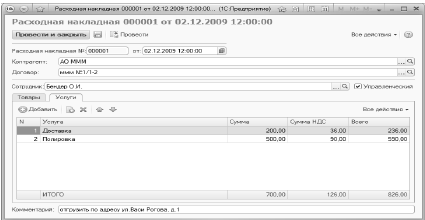 Расходная накладная 000001 от 02.12.2009 12:00:00... (1С:Предприятие)
M M+ M-
Расходная накладная 000001 от 02.12.2009 12:00:00
Провести и закрыть Провести Все действия
Расходная накладная №: 000001 от: 02.12.2009 12:00:00
Контрагент: АО МММ
Договор: ммм №1/1-2
Сотрудник: Бендер О.И. Управленческий
Товары Услуги
Добавить Все действия
N Услуга Сумма Сумма НДС Всего
1 Доставка 200,00 36,00 236,00
2 Полировка 500,00 90,00 590,00
ИТОГО 700,00 126,00 826,00
Комментарий: отгрузить по адресу ул.Васи Рогова, д.1